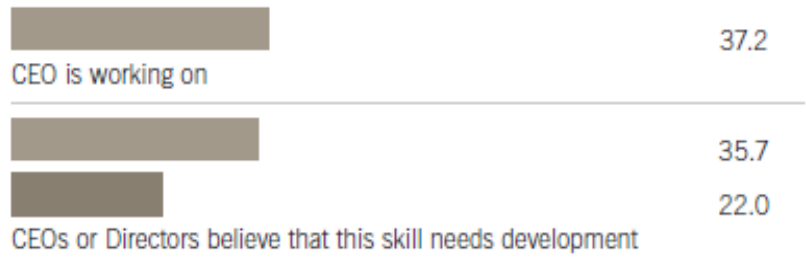 37.2
CEO is working on
35.7
22.0
CEOs or Directors believe that this skill needs development